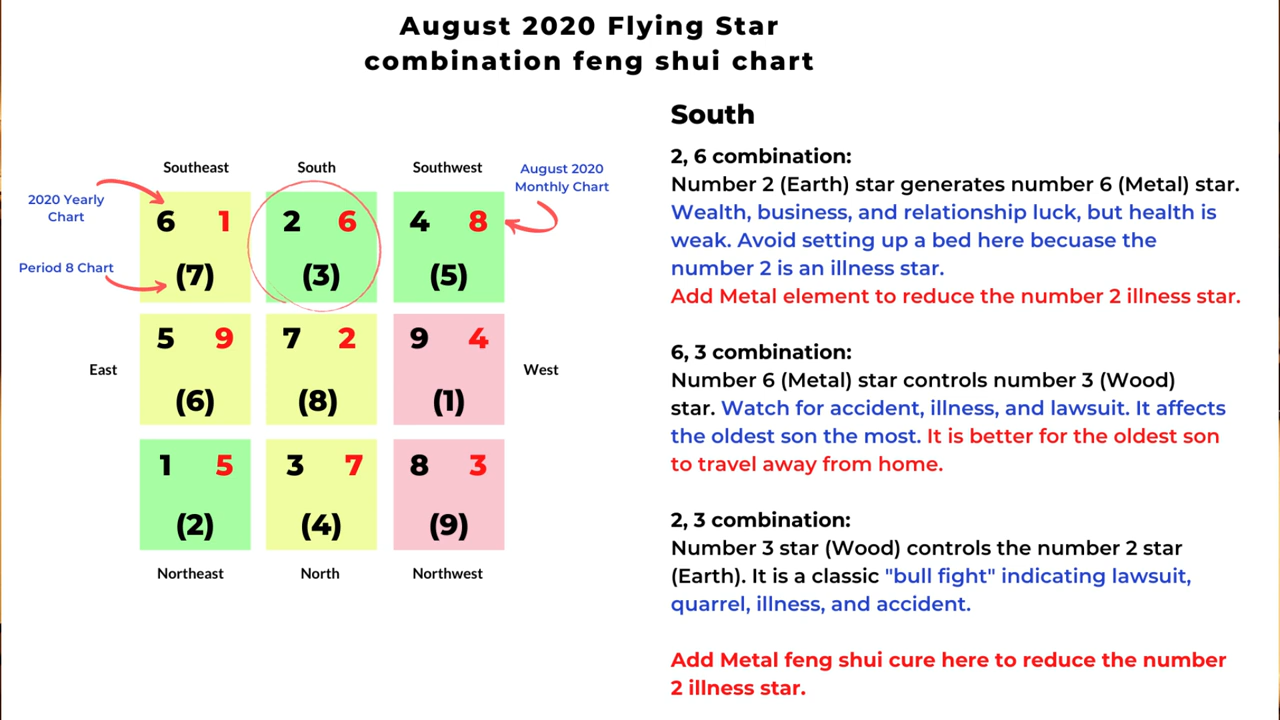 August 2020 Flying Star
combination feng shui chart
Southeast
South
Southwest
August 2020
Monthly Chart
2020 Yearly
Chart
Period 8 Chart
6 1
(7)
2 6
(3)
4 8
(5)
East
5 9
(6)
7 2
(8)
9 4
(1)
West
1 5
(2)
3 7
(4)
8 3
(9)
Northeast
North
Northwest
South
2, 6 combination:
Number 2 (Earth) star generates number 6 (Metal) star.
Wealth, business, and relationship luck, but health is
weak. Avoid setting up a bed here becuase the
number 2 is an illness star.
Add Metal element to reduce the number 2 illness star.
6, 3 combination:
Number 6 (Metal) star controls number 3 (Wood)
star. Watch for accident, illness, and lawsuit. It affects
the oldest son the most. It is better for the oldest son
to travel away from home.
2, 3 combination:
Number 3 star (Wood) controls the number 2 star
(Earth). It is a classic "bull fight" indicating lawsuit,
quarrel, illness, and accident.
Add Metal feng shui cure here to reduce the number
2 illness star.